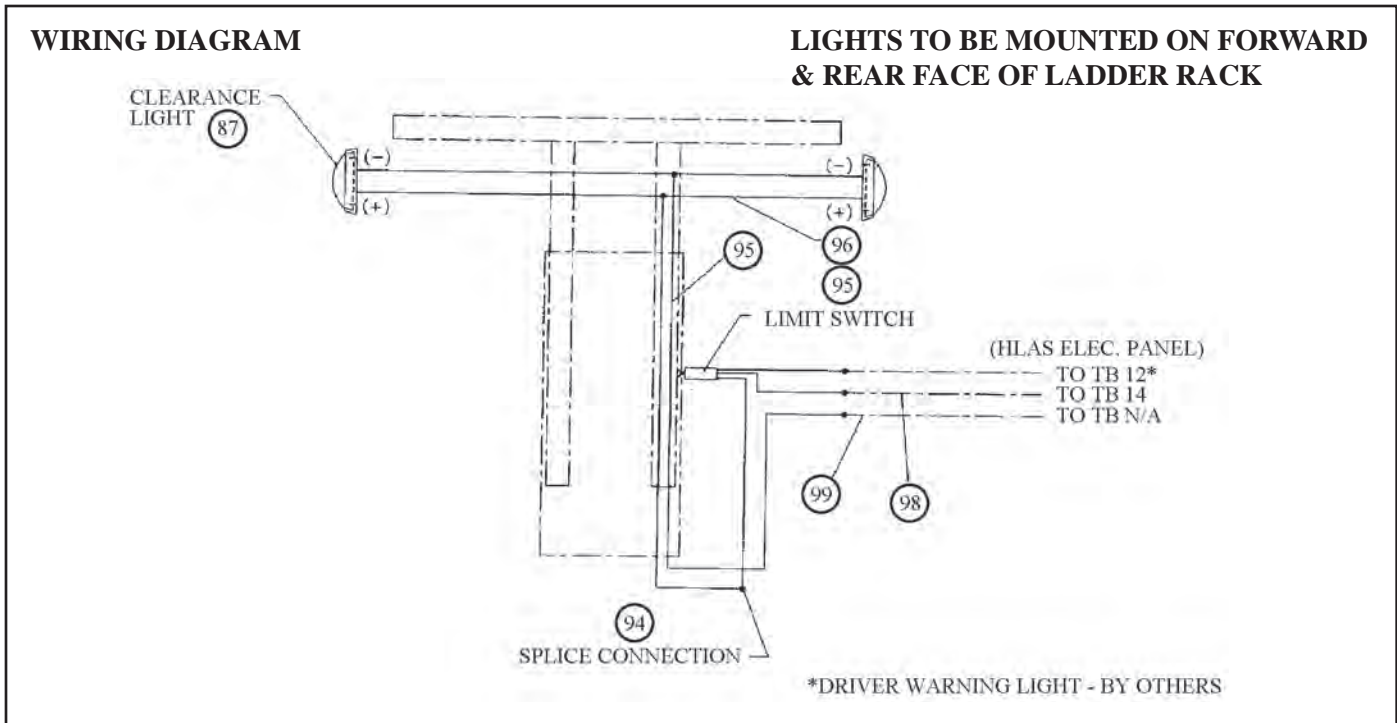 WIRING DIAGRAM
LIGHTS TO BE MOUNTED ON FORWARD
& REAR FACE OF LADDER RACK
CLEARANCE
LIGHT 87
(-)
(-)
(+)
(+)
95
96
95
LIMIT SWITCH
(HLAS ELEC. PANEL)
TO TB 12*
TO TB 14
TO TB N/A
99
98
94
SPLICE CONNECTION
*DRIVER WARNING LIGHT - BY OTHERS